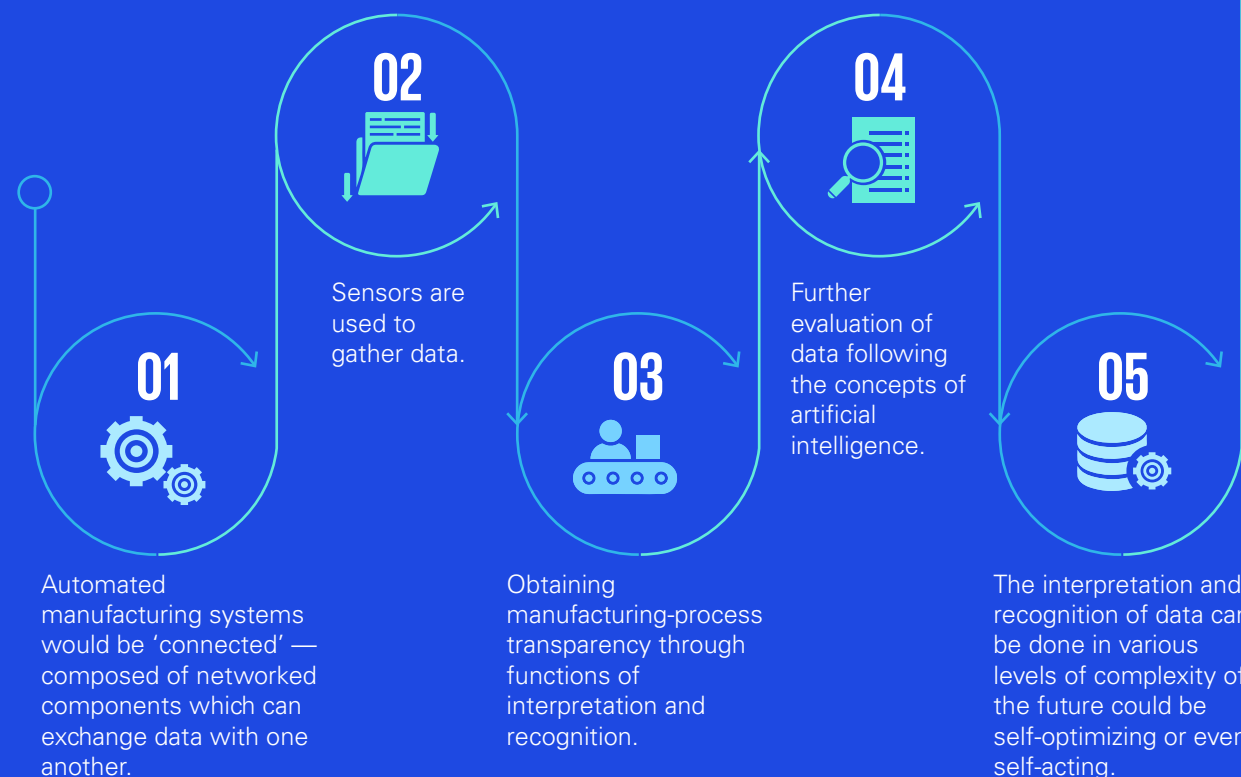 01
Automated
manufacturing systems
would be ‘connected’ —
composed of networked
components which can
exchange data with one
another.
02
Sensors are
used to
gather data.
03
Obtaining
manufacturing-process
transparency through
functions of
interpretation and
recognition.
04
Further
evaluation of
data following
the concepts of
artificial
intelligence.
05
The interpretation and
recognition of data can
be done in various
levels of complexity of
the future could be
self-optimizing or even
self-acting.